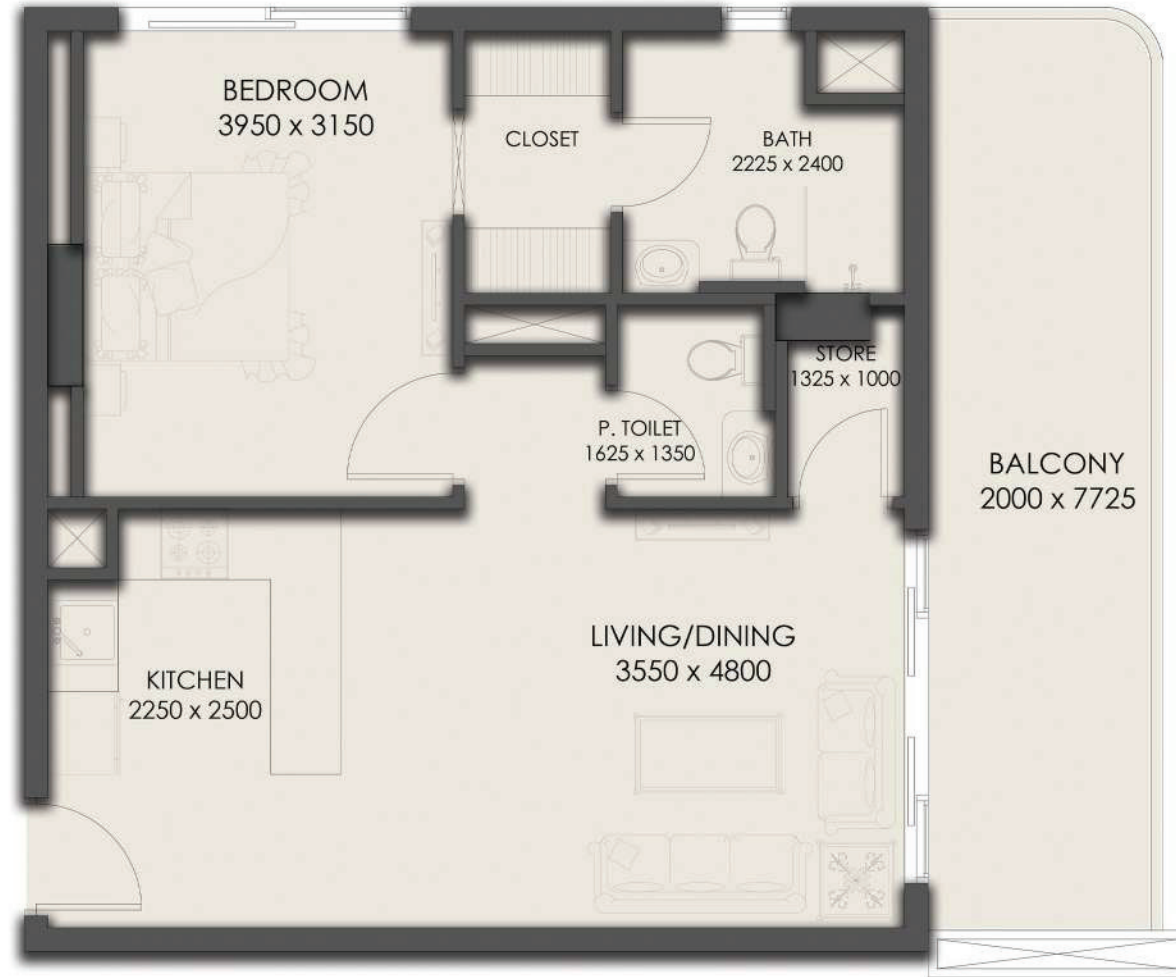 BEDROOM
3950 x 3150
CLOSET
BATH
2225 x 2400
STORE
1325 x 1000
P. TOILET
1625 x 1350
BALCONY
2000 x 7725
LIVING/DINING
3550 x 4800
KITCHEN
2250 x 2500